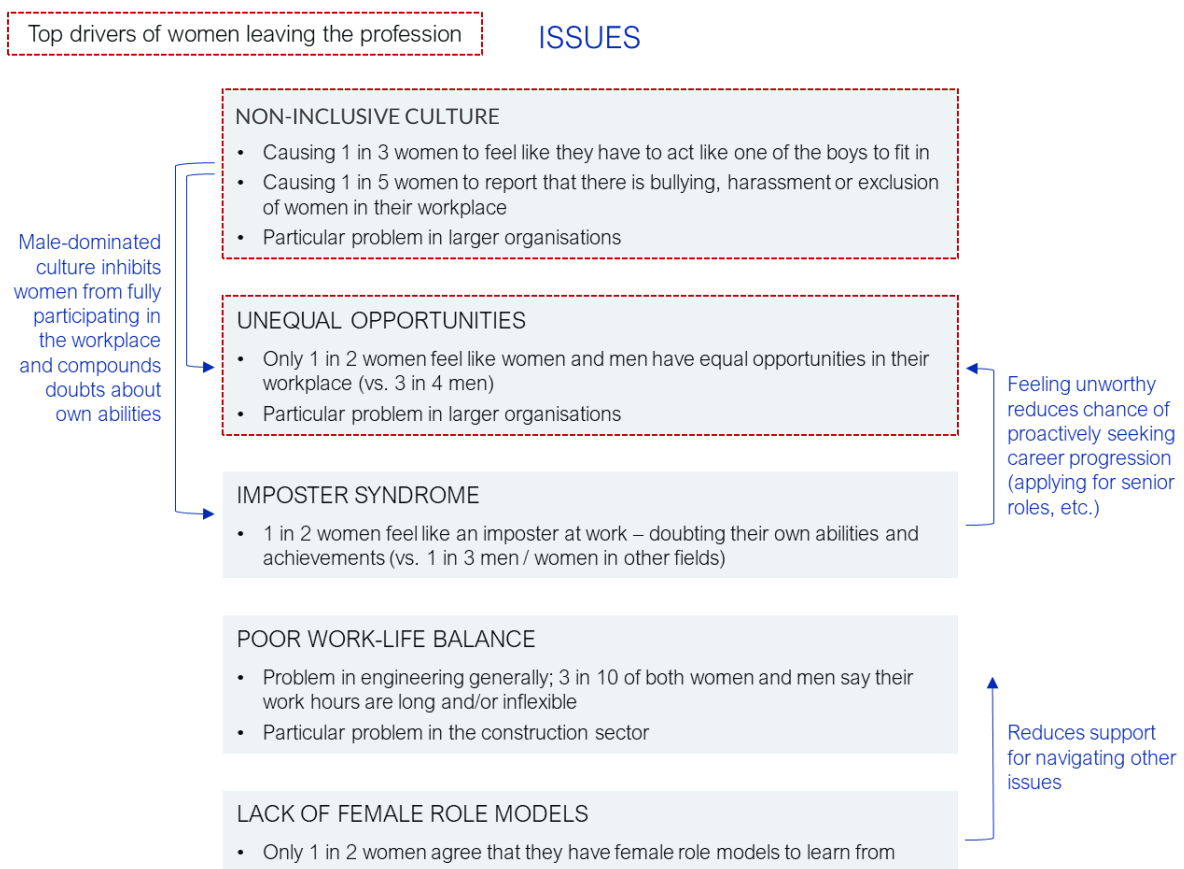 Top drivers of women leaving the profession
ISSUES
NON-INCLUSIVE CULTURE
• Causing 1 in 3 women to feel like they have to act like one of the boys to fit in
• Causing 1 in 5 women to report that there is bullying, harassment or exclusion
of women in their workplace
• Particular problem in larger organisations
Male-dominated
culture inhibits
women from fully
participating in
the workplace
and compounds
doubts about
own abilities
UNEQUAL OPPORTUNITIES
• Only 1 in 2 women feel like women and men have equal opportunities in their
workplace (vs. 3 in 4 men)
• Particular problem in larger organisations
Feeling unworthy
reduces chance of
proactively seeking
career progression
(applying for senior
roles, etc.)
IMPOSTER SYNDROME
• 1 in 2 women feel like an imposter at work – doubting their own abilities and
achievements (vs. 1 in 3 men / women in other fields)
POOR WORK-LIFE BALANCE
• Problem in engineering generally; 3 in 10 of both women and men say their
work hours are long and/or inflexible
• Particular problem in the construction sector
Reduces support
for navigating other
issues
LACK OF FEMALE ROLE MODELS
• Only 1 in 2 women agree that they have female role models to learn from